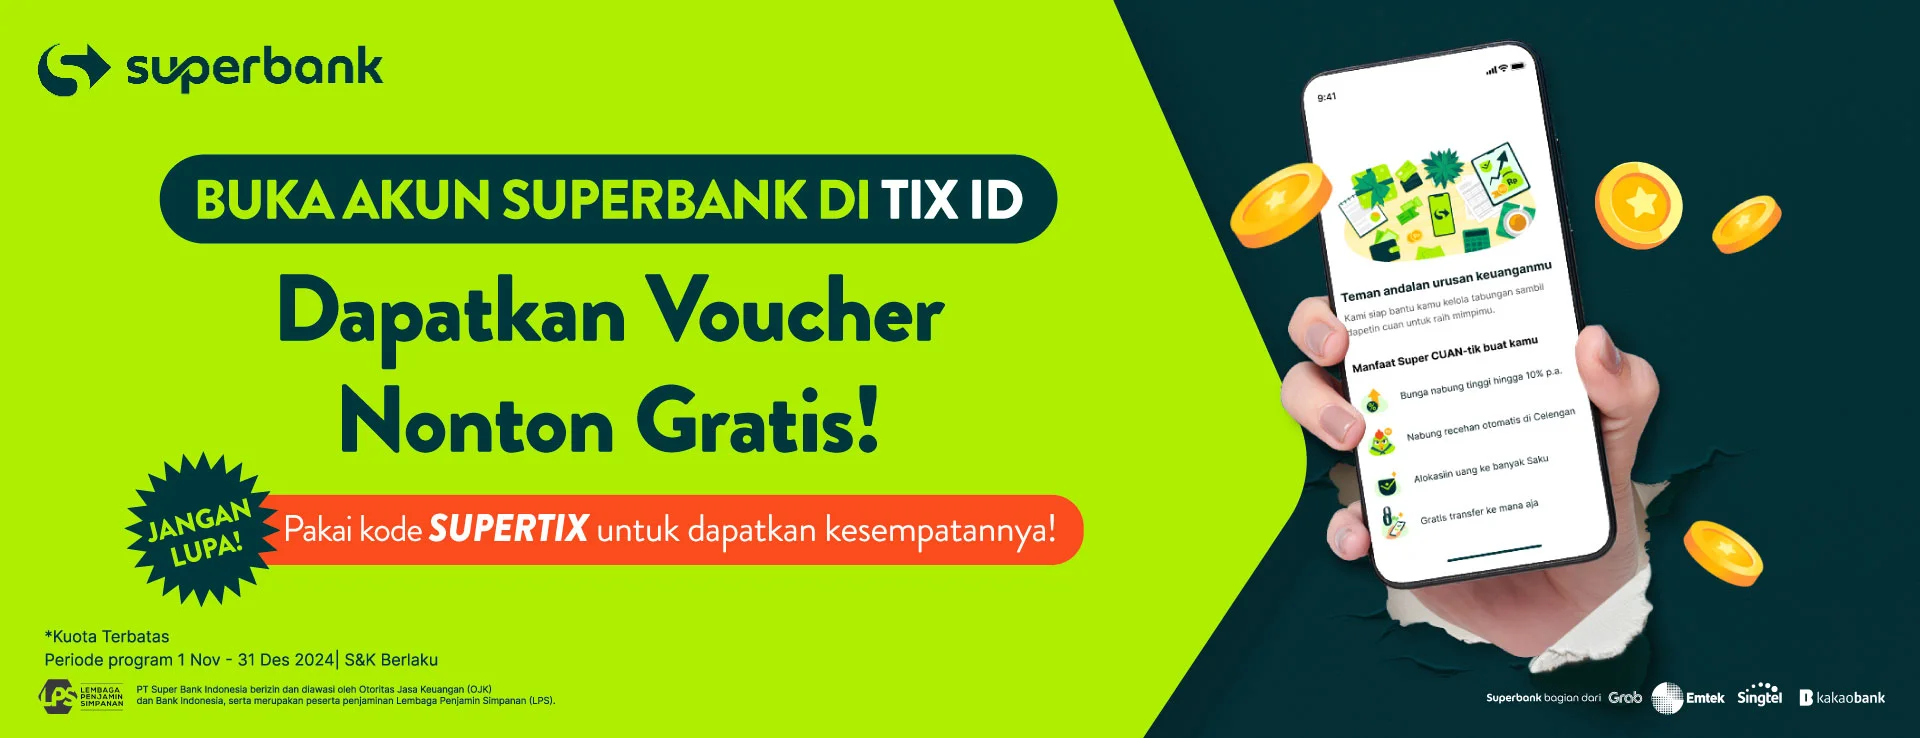 superbank
BUKA AKUN SUPERBANK DI TIX ID
Dapatkan Voucher
Nonton Gratis!
JANGAN
LUPA!
Pakai kode SUPERTIX untuk dapatkan kesempatannya!
*Kuota Terbatas
Periode program 1 Nov - 31 Des 2024| S&K Berlaku
LPS
LEMBAGA
PENJAMIN
SIMPANAN
PT Super Bank Indonesia berizin dan diawasi oleh Otoritas Jasa Keuangan (OJK)
dan Bank Indonesia, serta merupakan peserta penjaminan Lembaga Penjamin Simpanan (LPS).
9:41
Rp
Teman andalan urusan keuanganmu
Kami siap bantu kamu kelola tabungan sambil
dapetin cuan untuk raih mimpimu.
Manfaat Super CUAN-tik buat kamu
Bunga nabung tinggi hingga 10% p.a.
Nabung recehan otomatis di Celengan
Alokasiin uang ke banyak Saku
Gratis transfer ke mana aja
Superbank bagian dari Grab Emtek Singtel kakaobank